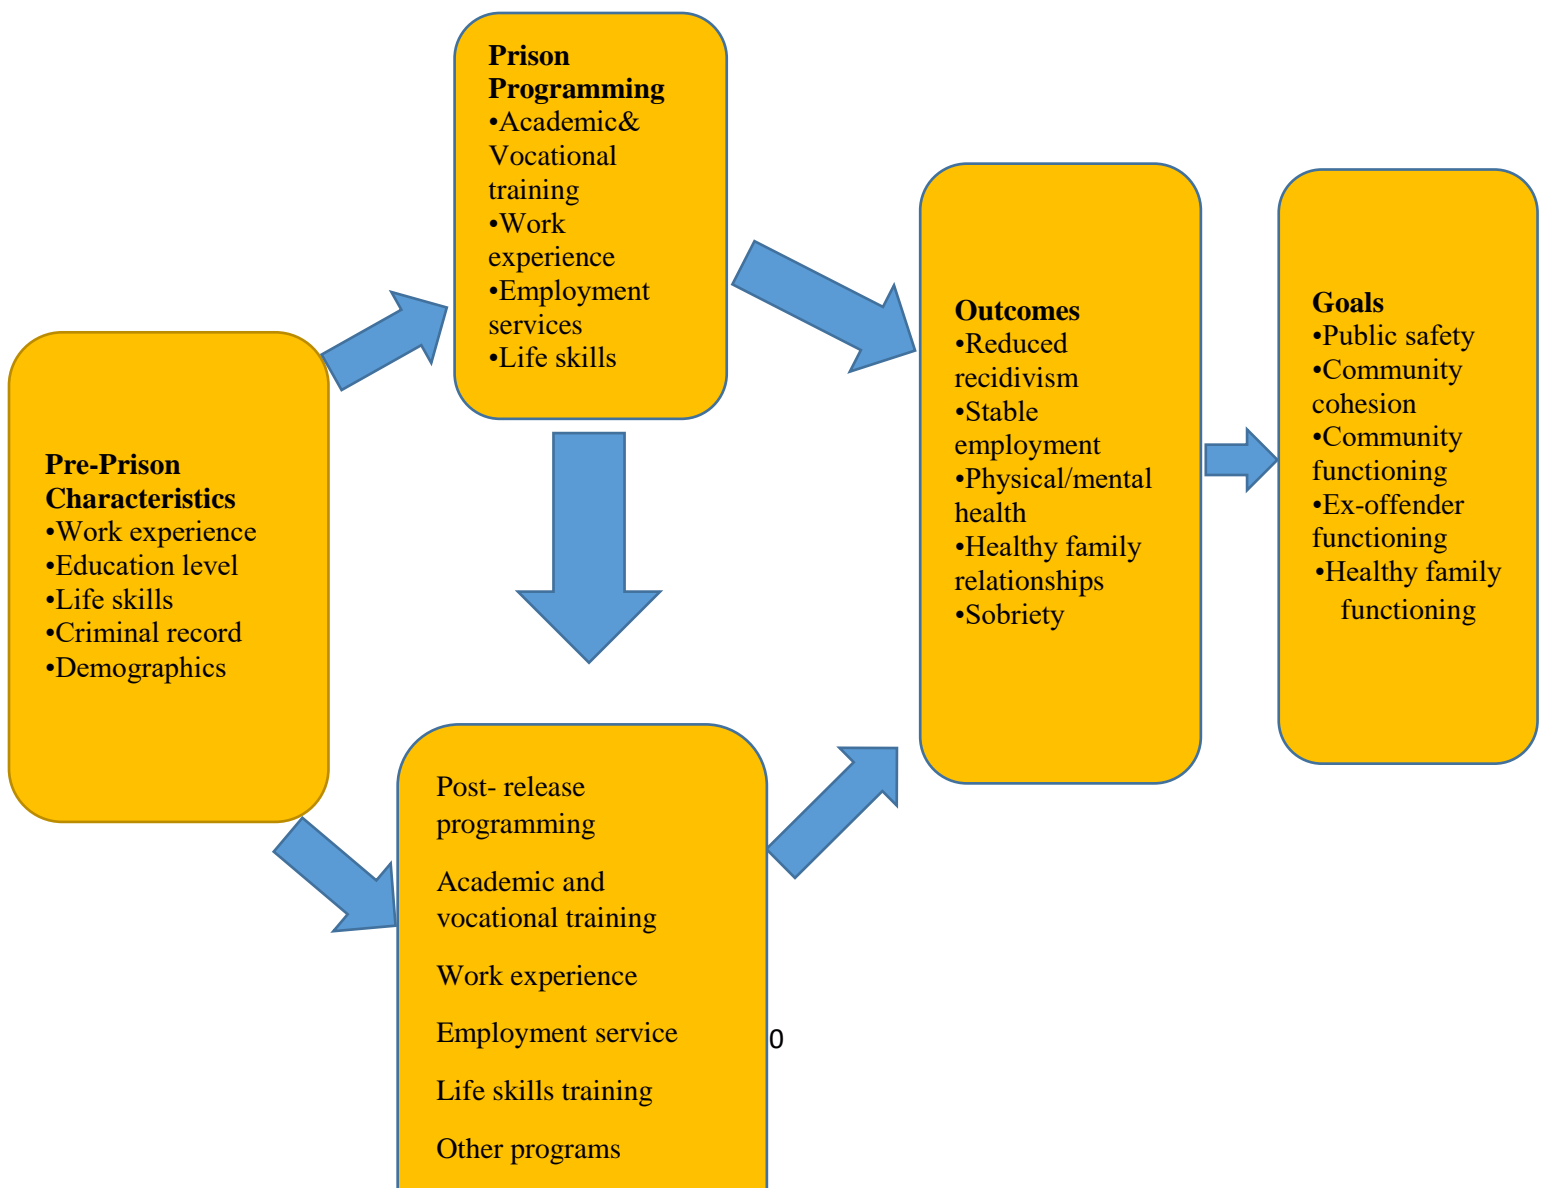 Prison
Programming
•Academic&
Vocational
training
•Work
experience
•Employment
services
•Life skills
Pre-Prison
Characteristics
•Work experience
•Education level
•Life skills
•Criminal record
•Demographics
Post- release
programming
Academic and
vocational training
Work experience
Employment service
Life skills training
Other programs
0
Outcomes
•Reduced
recidivism
•Stable
employment
•Physical/mental
health
•Healthy family
relationships
•Sobriety
Goals
•Public safety
•Community
cohesion
•Community
functioning
•Ex-offender
functioning
•Healthy family
functioning